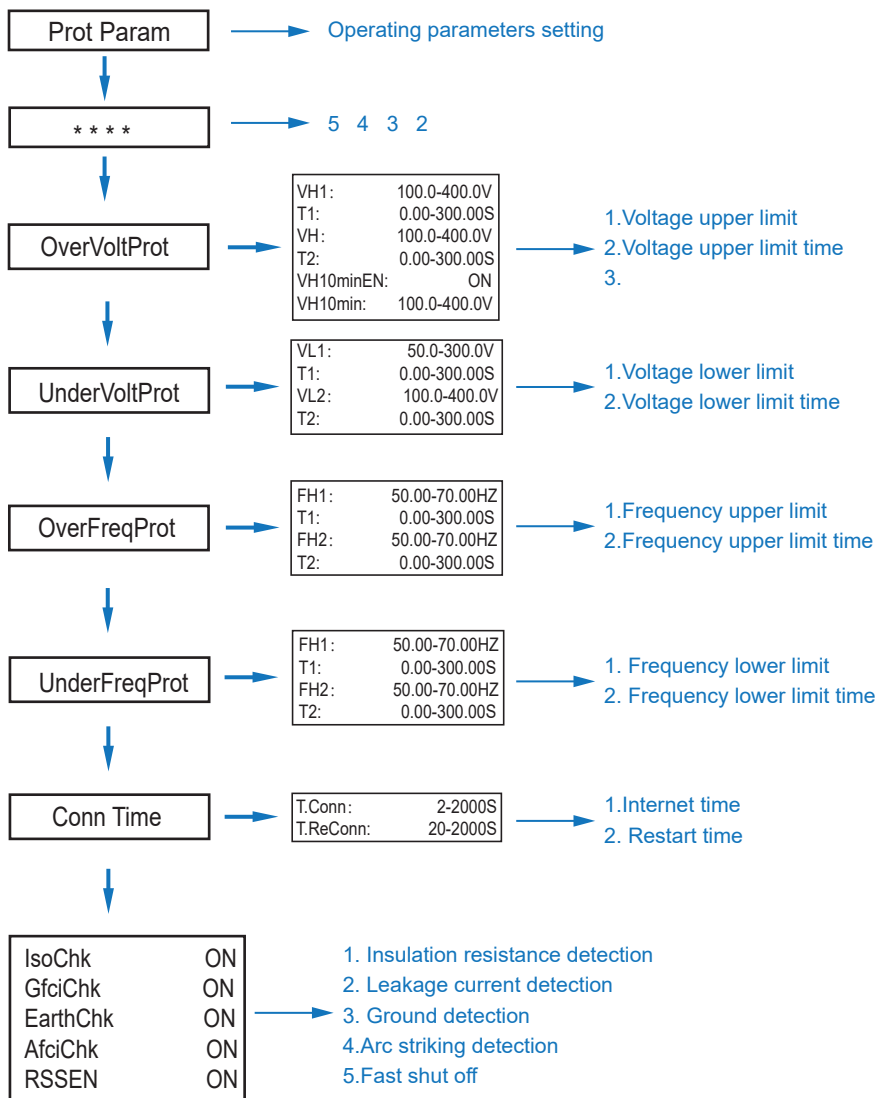 Prot Param
Operating parameters setting
* * * *
5 4 3 2
OverVoltProt
VH1: 100.0-400.0V
T1: 0.00-300.00S
VH: 100.0-400.0V
T2: 0.00-300.00S
VH10minEN: ON
VH10min: 100.0-400.0V
1.Voltage upper limit
2.Voltage upper limit time
3.
UnderVoltProt
VL1: 50.0-300.0V
T1: 0.00-300.00S
VL2: 100.0-400.0V
T2: 0.00-300.00S
1.Voltage lower limit
2.Voltage lower limit time
OverFreqProt
FH1: 50.00-70.00HZ
T1: 0.00-300.00S
FH2: 50.00-70.00HZ
T2: 0.00-300.00S
1.Frequency upper limit
2.Frequency upper limit time
UnderFreqProt
FH1: 50.00-70.00HZ
T1: 0.00-300.00S
FH2: 50.00-70.00HZ
T2: 0.00-300.00S
1. Frequency lower limit
2. Frequency lower limit time
Conn Time
T.Conn: 2-2000S
T.ReConn: 20-2000S
1.Internet time
2. Restart time
IsoChk ON
GfciChk ON
EarthChk ON
AfciChk ON
RSSEN ON
1. Insulation resistance detection
2. Leakage current detection
3. Ground detection
4.Arc striking detection
5.Fast shut off